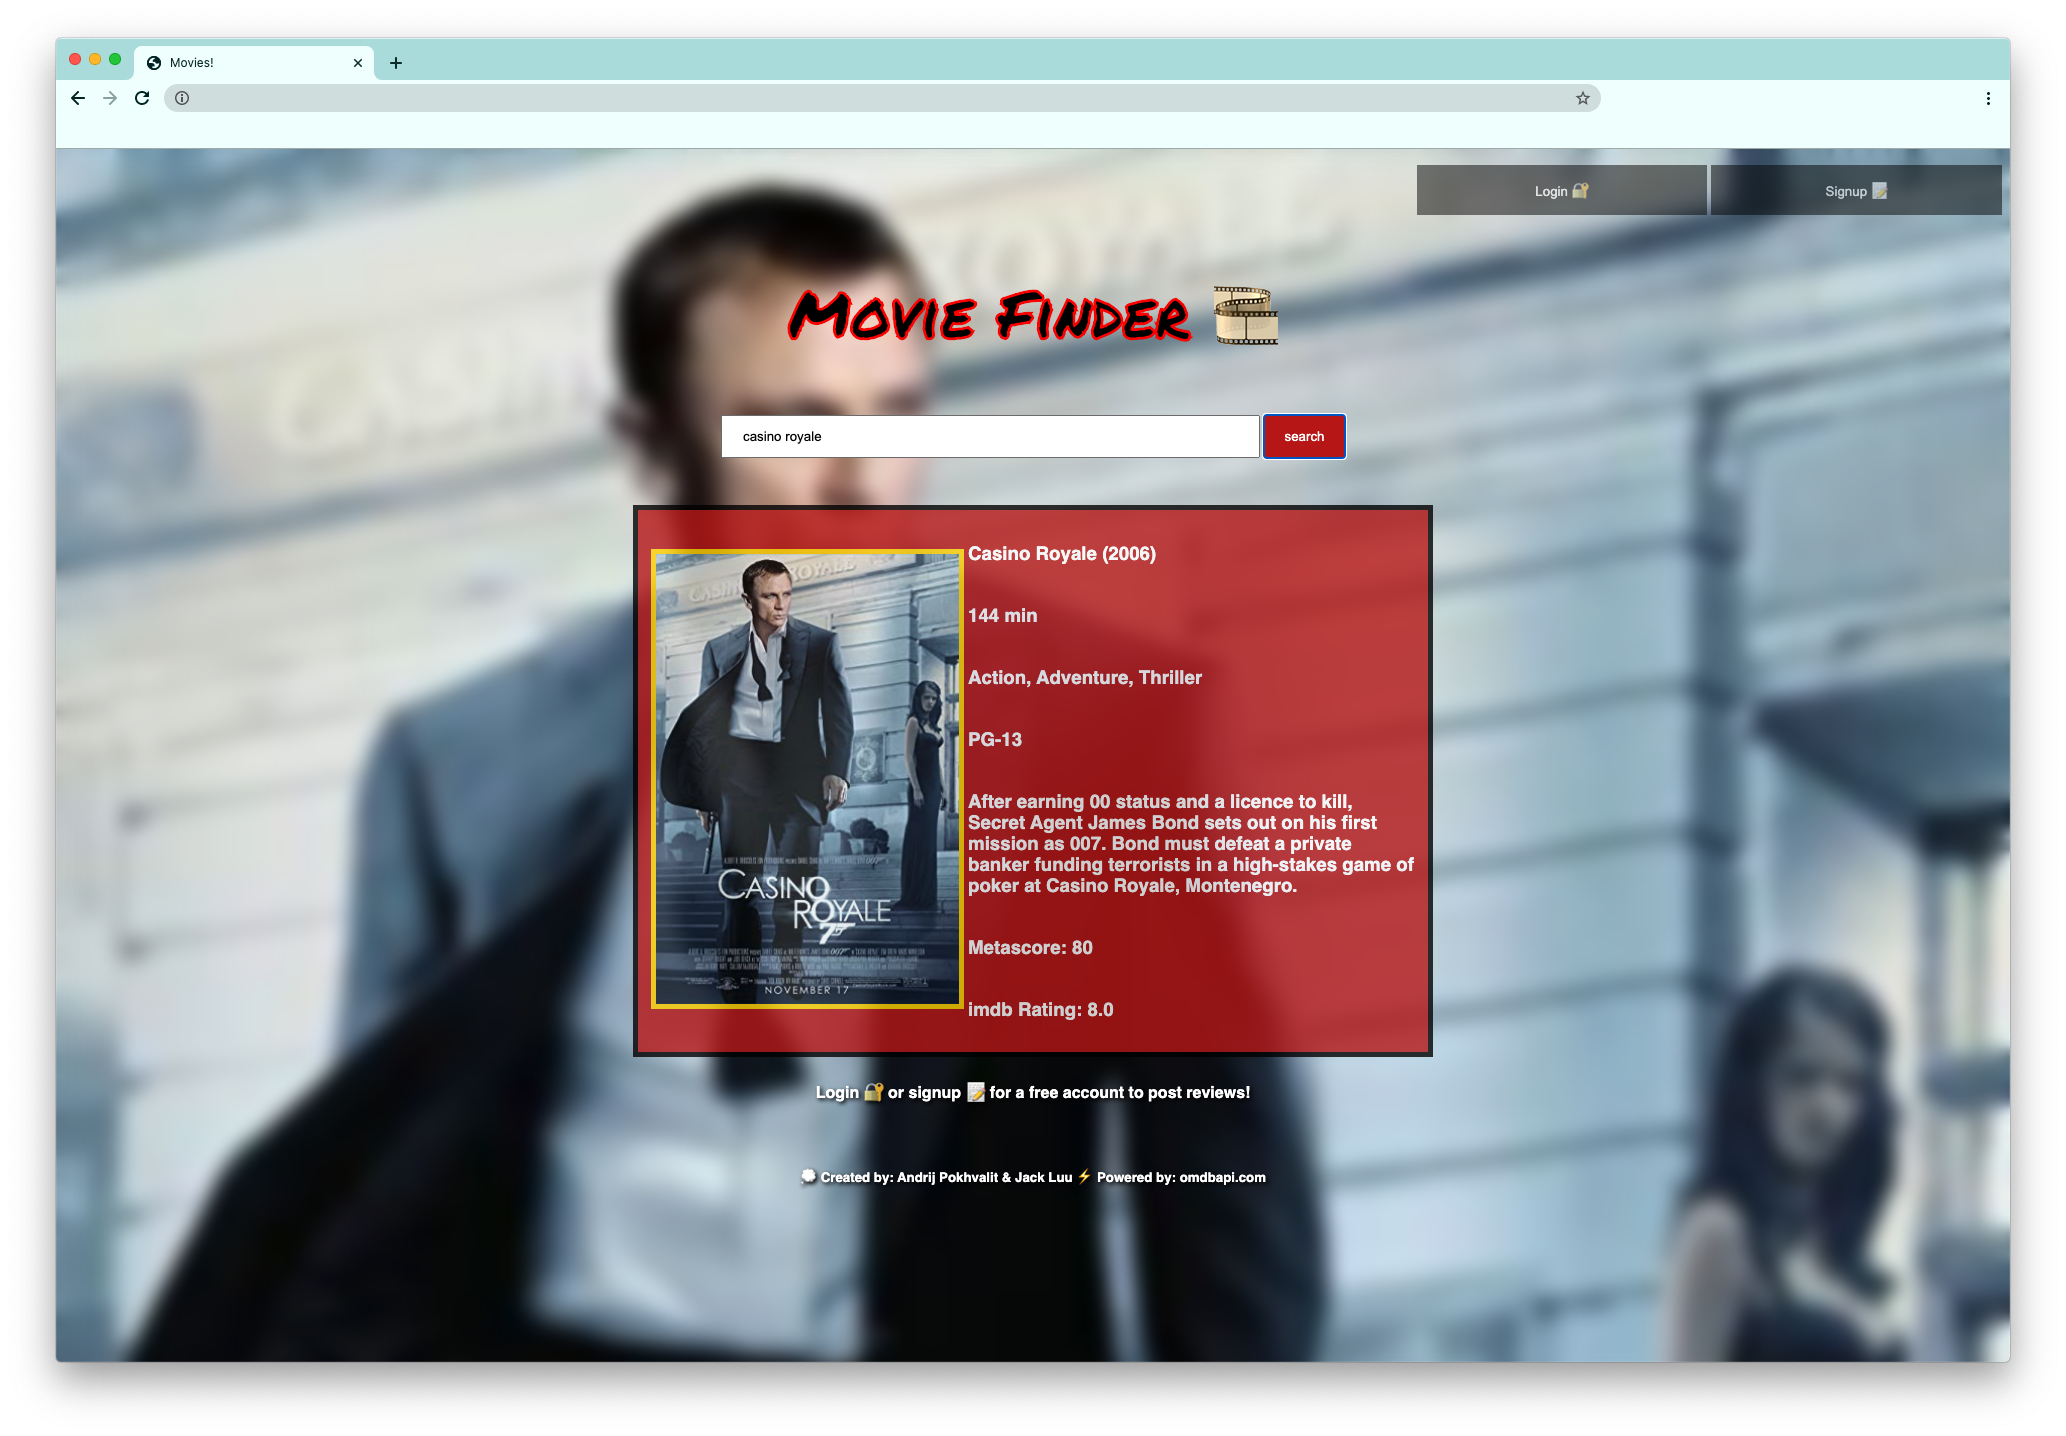 Movies!
Login 🔐
Signup 📝
Movie Finder 🎞️
casino royale
search
Casino Royale (2006)
144 min
Action, Adventure, Thriller
PG-13
After earning 00 status and a licence to kill,
Secret Agent James Bond sets out on his first
mission as 007. Bond must defeat a private
banker funding terrorists in a high-stakes game of
poker at Casino Royale, Montenegro.
Metascore: 80
imdb Rating: 8.0
CASINO ROYALE
CASINO
ROYALE
007
NOVEMBER 17
Login 🔐 or signup 📝 for a free account to post reviews!
💭 Created by: Andrij Pokhvalit & Jack Luu ⚡ Powered by: omdbapi.com